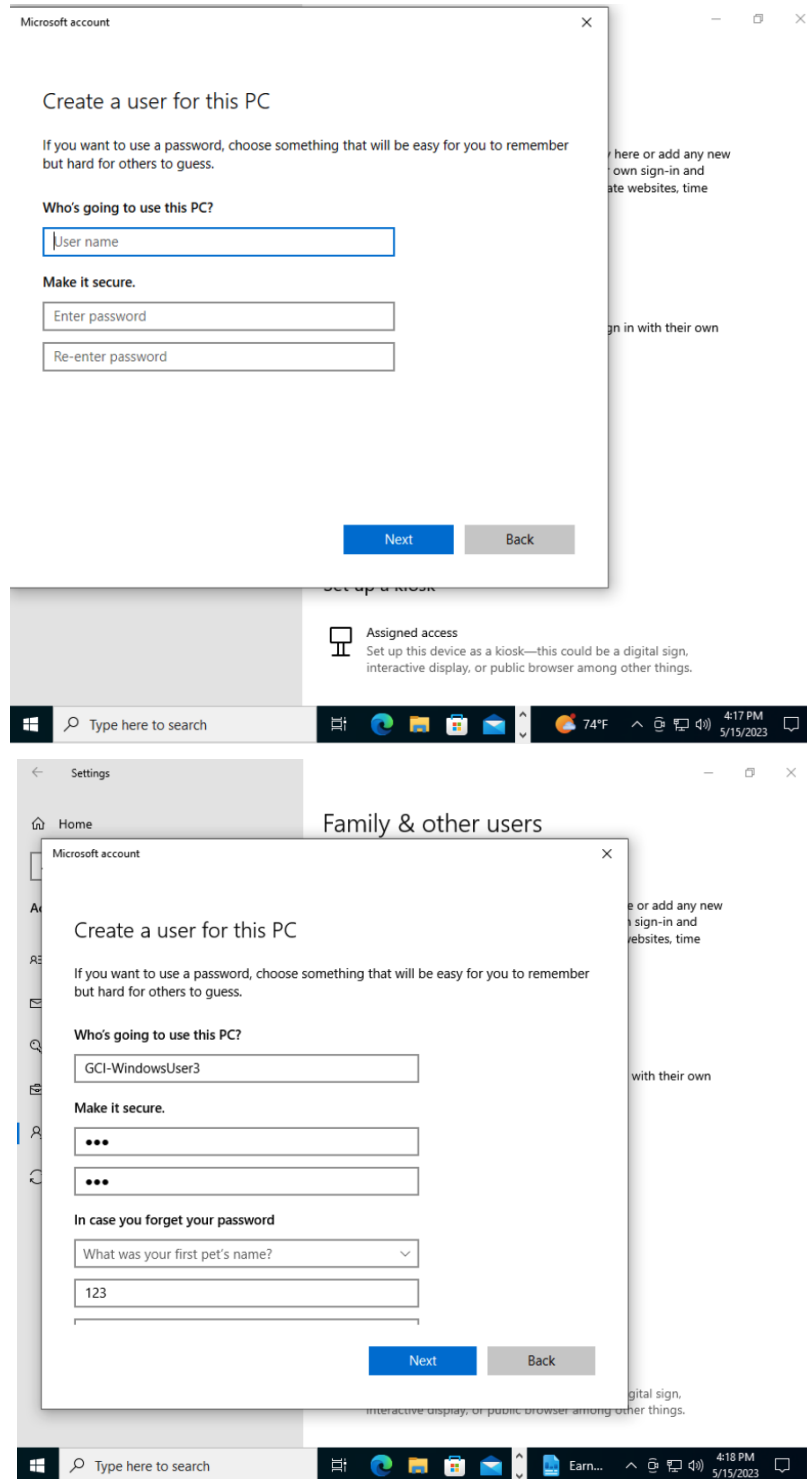 Microsoft account
Create a user for this PC
If you want to use a password, choose something that will be easy for you to remember
but hard for others to guess.
here or add any new
own sign-in and
ate websites, time
Who's going to use this PC?
User name
Make it secure.
Enter password
Re-enter password
gn in with their own
Next
Back
Set up a kiosk
Assigned access
Set up this device as a kiosk—this could be a digital sign,
interactive display, or public browser among other things.
Type here to search
74°F
4:17 PM
5/15/2023
Settings
Home
Family & other users
Microsoft account
e or add any new
sign-in and
websites, time
Create a user for this PC
If you want to use a password, choose something that will be easy for you to remember
but hard for others to guess.
Who's going to use this PC?
GCI-WindowsUser3
with their own
Make it secure.
•••
•••
In case you forget your password
What was your first pet's name?
123
Next
Back
gital sign,
interactive display, or public browser among other things.
Type here to search
Earn...
4:18 PM
5/15/2023